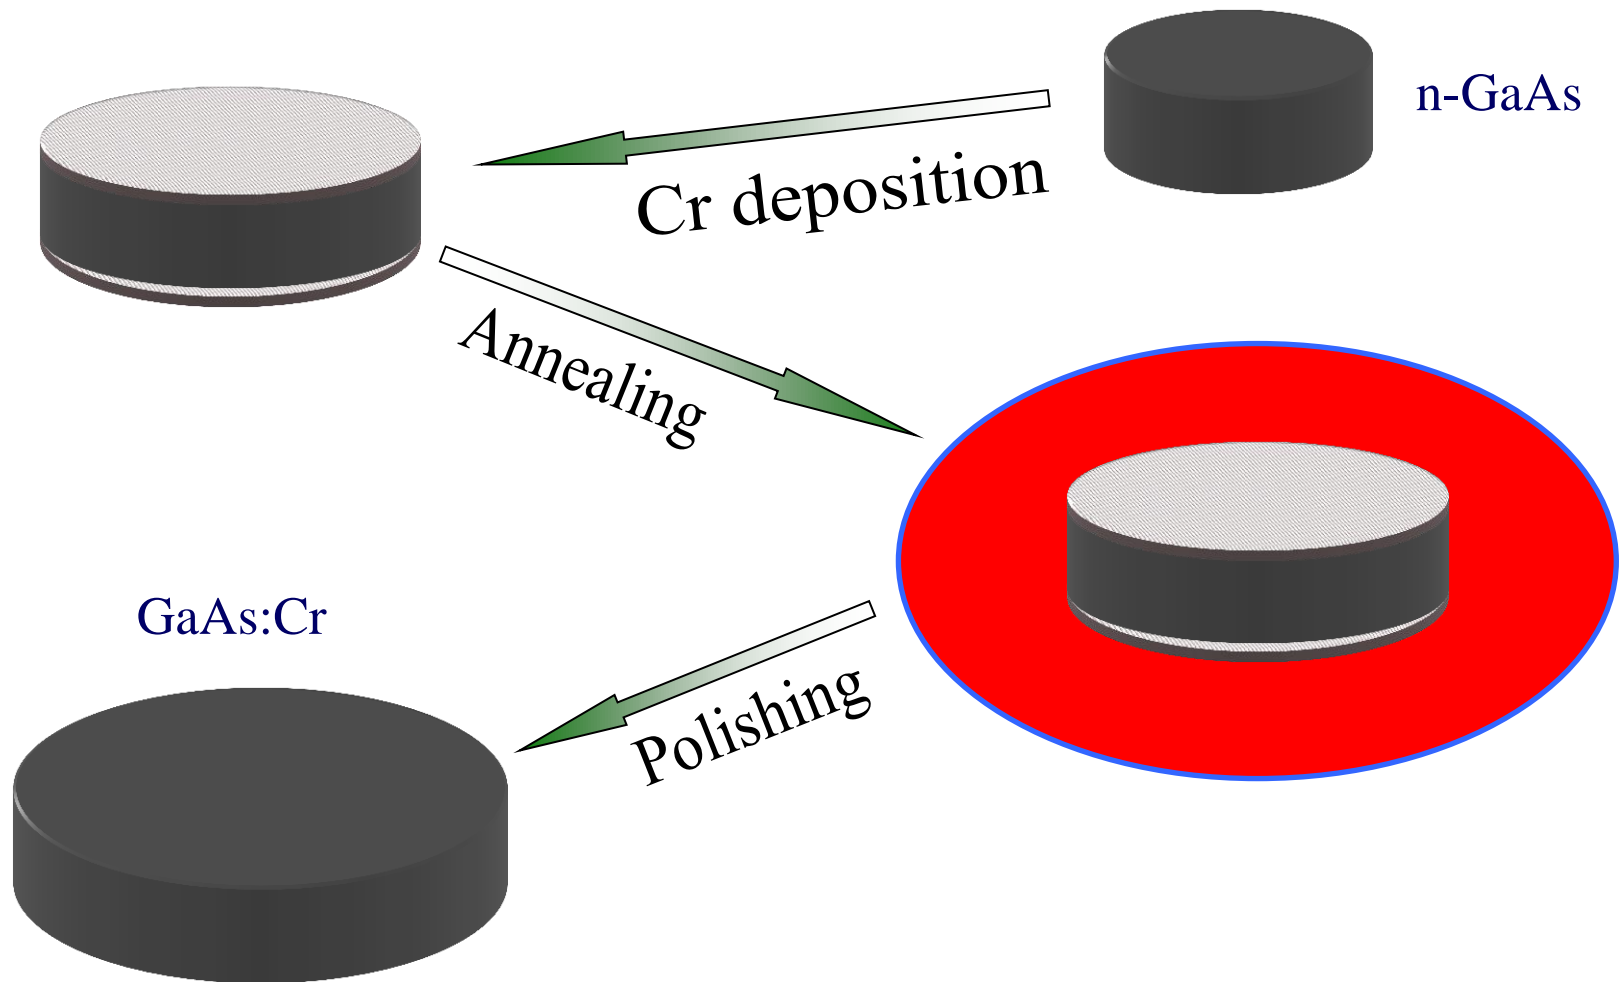 n-GaAs
Cr deposition
Annealing
GaAs:Cr
Polishing